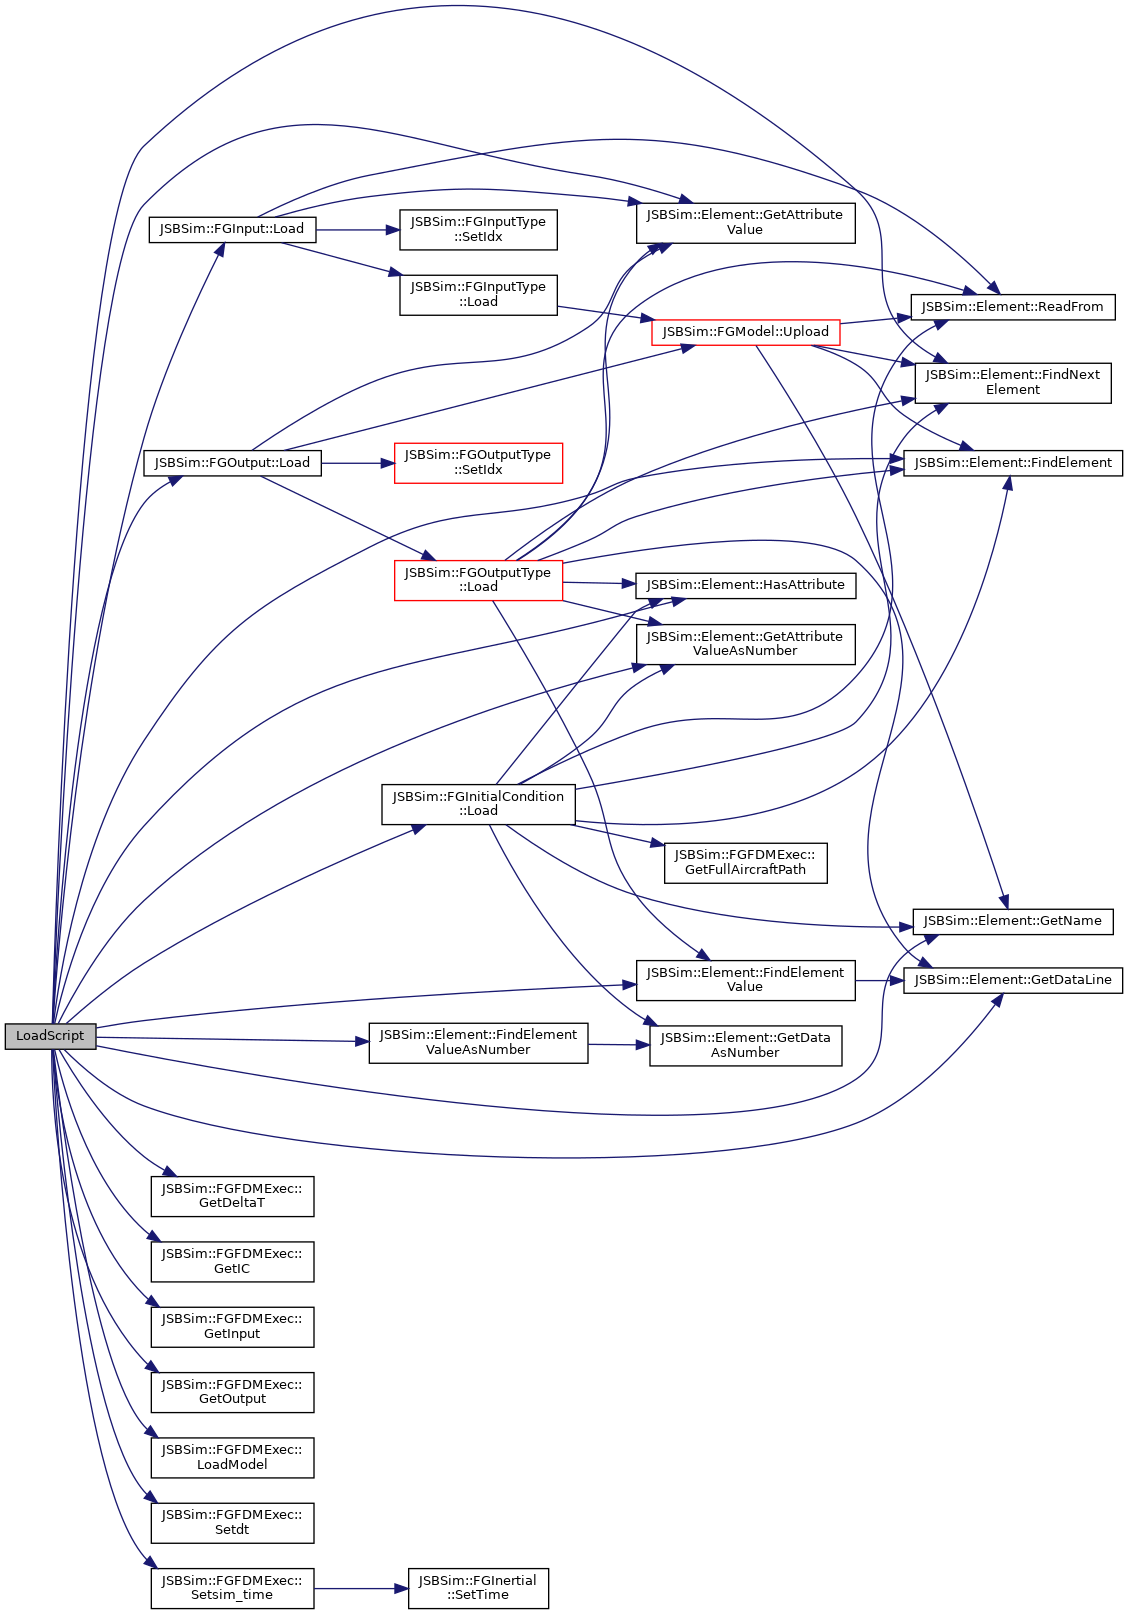 JSBSim::FGInput::Load
JSBSim::FGInputType
::SetIdx
JSBSim::Element::GetAttribute
Value
JSBSim::FGInputType
::Load
JSBSim::Element::ReadFrom
JSBSim::FGModel::Upload
JSBSim::Element::FindNext
Element
JSBSim::FGOutput::Load
JSBSim::FGOutputType
::SetIdx
JSBSim::Element::FindElement
JSBSim::FGOutputType
::Load
JSBSim::Element::HasAttribute
JSBSim::Element::GetAttribute
ValueAsNumber
JSBSim::FGInitialCondition
::Load
JSBSim::FGFDMExec::
GetFullAircraftPath
JSBSim::Element::GetName
JSBSim::Element::FindElement
Value
JSBSim::Element::GetDataLine
LoadScript
JSBSim::Element::FindElement
ValueAsNumber
JSBSim::Element::GetData
AsNumber
JSBSim::FGFDMExec::
GetDeltaT
JSBSim::FGFDMExec::
GetIC
JSBSim::FGFDMExec::
GetInput
JSBSim::FGFDMExec::
GetOutput
JSBSim::FGFDMExec::
LoadModel
JSBSim::FGFDMExec::
Setdt
JSBSim::FGFDMExec::
Setsim_time
JSBSim::FGInertial
::SetTime